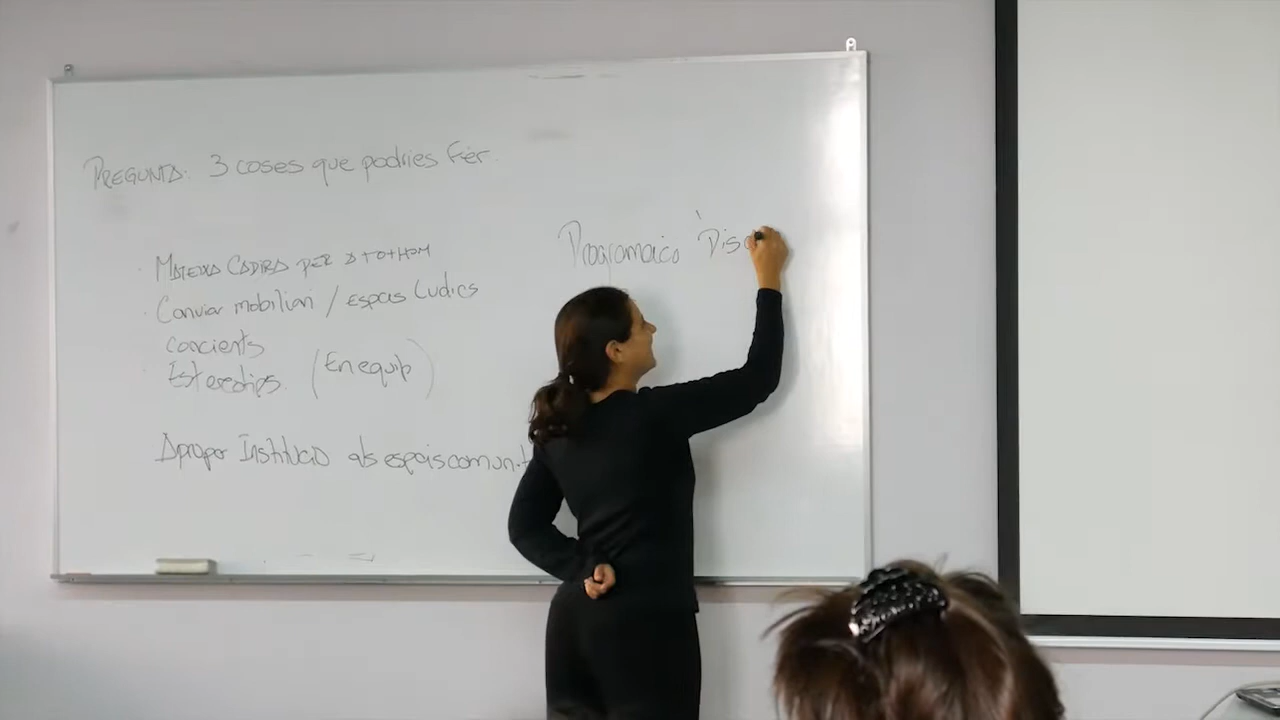 PREGUNTA: 3 coses que podries fer.
MATEIXA CADIRA PER A TOTHOM
Canviar mobiliari / espais ludics
concients
Estereotips. (En equip)
Apropar Institucio als espais comunit
Programacio Disc